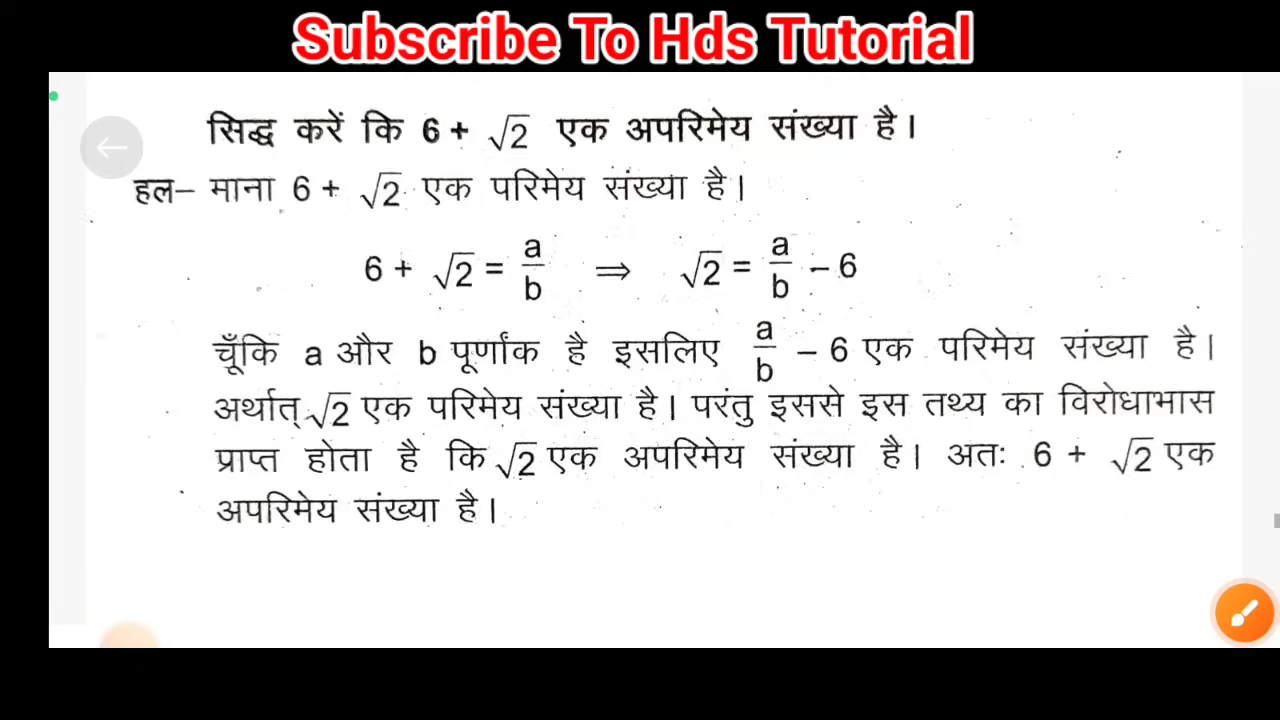 Subscribe To Hds Tutorial
सिद्ध करें कि 6 + √2 एक अपरिमेय संख्या है।
हल– माना 6 + √2 एक परिमेय संख्या है।
6 + √2 = a/b ⇒ √2 = a/b – 6
चूँकि a और b पूर्णांक है इसलिए a/b – 6 एक परिमेय संख्या है।
अर्थात् √2 एक परिमेय संख्या है। परंतु इससे इस तथ्य का विरोधाभास
प्राप्त होता है कि √2 एक अपरिमेय संख्या है। अतः 6 + √2 एक
अपरिमेय संख्या है।